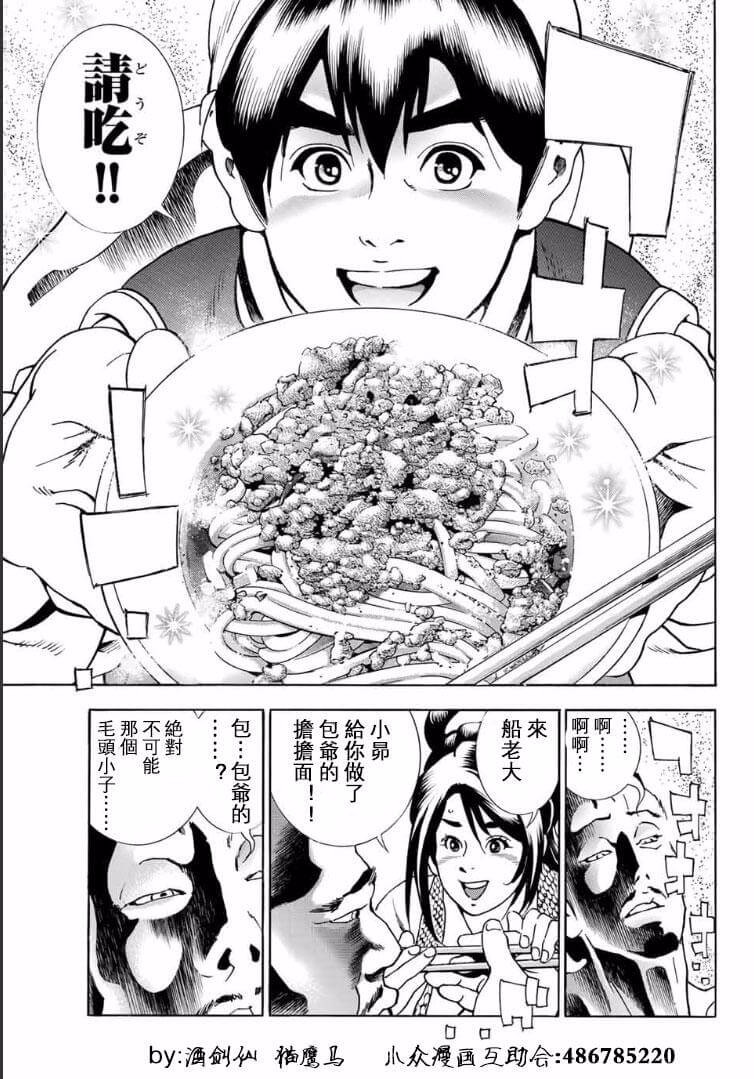 請吃!!
どうぞ
……
啊……
啊啊…
來
船老大
小昴
給你做了
包爺的
擔擔面！！
包…包爺的
……？
絕對
不可能
那個
毛頭小子……
by:酒剑仙 猫鹰马 小众漫画互助会:486785220